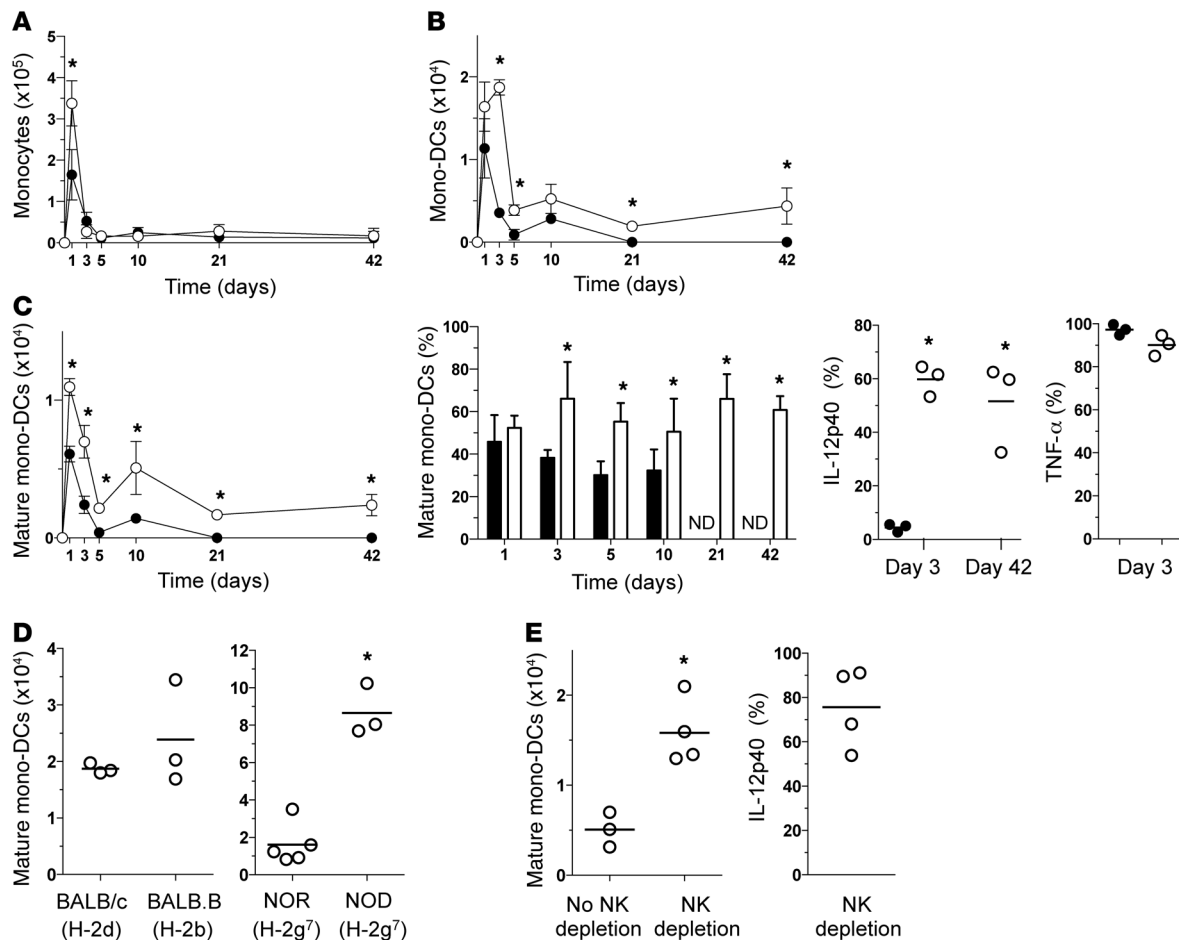 A
Monocytes (x10⁵)
5
4
3
2
1
0
*
1 3 5 10 21 42
Time (days)
B
Mono-DCs (x10⁴)
2
1
0
* * * *
1 3 5 10 21 42
Time (days)
C
Mature mono-DCs (x10⁴)
1
0
* * * * * *
1 3 5 10 21 42
Time (days)
Mature mono-DCs (%)
100
80
60
40
20
0
* * * * *
ND ND
1 3 5 10 21 42
Time (days)
IL-12p40 (%)
80
60
40
20
0
* *
Day 3 Day 42
TNF-α (%)
100
80
60
40
20
0
Day 3
D
Mature mono-DCs (x10⁴)
4
3
2
1
0
BALB/c BALB.B
(H-2d) (H-2b)
12
10
8
6
4
2
0
*
NOR NOD
(H-2g⁷) (H-2g⁷)
E
Mature mono-DCs (x10⁴)
2
1
0
*
No NK NK
depletion depletion
IL-12p40 (%)
100
80
60
40
20
0
NK
depletion